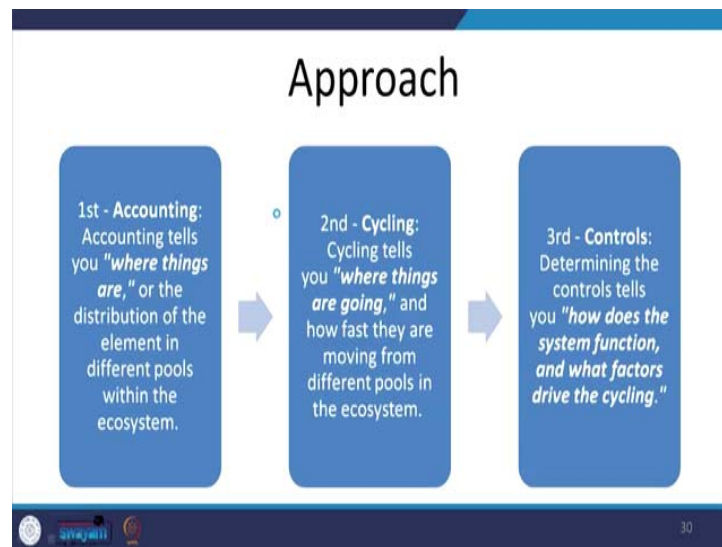 Approach
1st - Accounting:
Accounting tells
you "where things
are," or the
distribution of the
element in
different pools
within the
ecosystem.
2nd - Cycling:
Cycling tells
you "where things
are going," and
how fast they are
moving from
different pools in
the ecosystem.
3rd - Controls:
Determining the
controls tells
you "how does the
system function,
and what factors
drive the cycling."
swayam
30